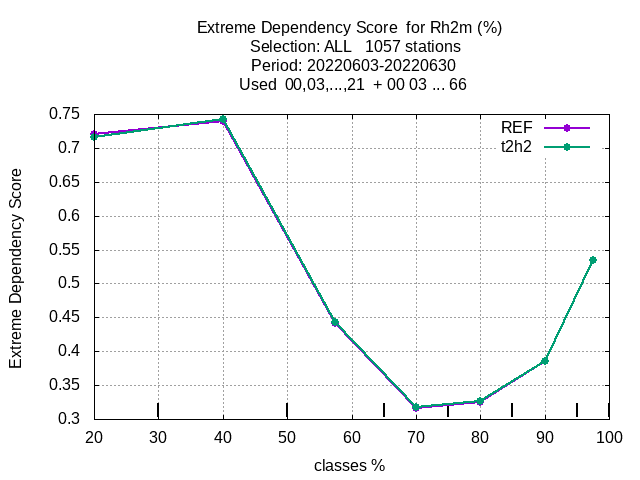 Extreme Dependency Score  for Rh2m (%)
Selection: ALL   1057 stations
Period: 20220603-20220630
Used  00,03,...,21  + 00 03 ... 66
REF
t2h2
Extreme Dependency Score
0.75
0.7
0.65
0.6
0.55
0.5
0.45
0.4
0.35
0.3
20 30 40 50 60 70 80 90 100
classes %